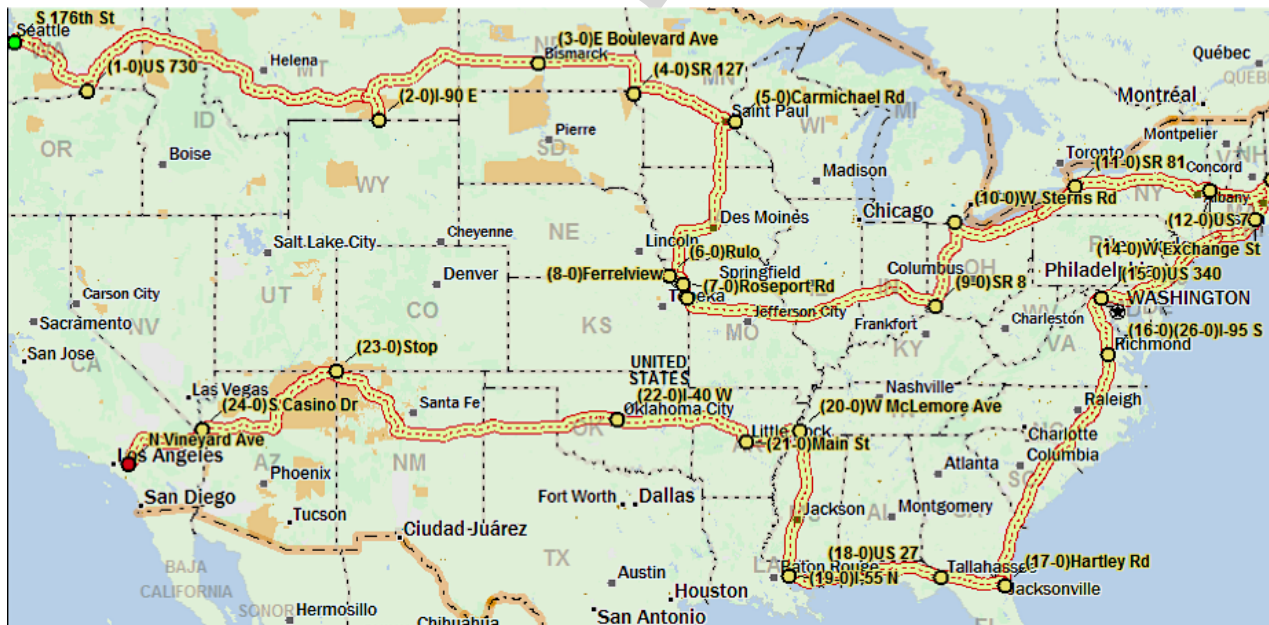 S 176th St
Seattle
WA
(1-0)US 730
Helena
MT
(2-0)I-90 E
ND
(3-0)E Boulevard Ave
Bismarck
(4-0)SR 127
MN
(5-0)Carmichael Rd
Saint Paul
WI
MI
Québec
Montréal
Montpelier
Toronto
(11-0)SR 81
Concord
NH
OR
ID
Boise
Pierre
SD
WY
Madison
NY
Albany
(10-0)W Sterns Rd
Chicago
(12-0)US 7
Des Moines
NE
Lincoln
(6-0)Rulo
Salt Lake City
Cheyenne
(8-0)Ferrelview
Springfield
(7-0)Roseport Rd
Columbus
OH
(9-0)SR 8
(14-0)W Exchange St
(15-0)US 340
WASHINGTON
Denver
Carson City
NV
UT
CO
KS
Jefferson City
MO
IN
Frankfort
KY
WV
Charleston
VA
(16-0)(26-0)I-95 S
Richmond
Sacramento
San Jose
CA
(23-0)Stop
UNITED
STATES
Las Vegas
(24-0)S Casino Dr
Santa Fe
(22-0)I-40 W
Oklahoma City
OK
Nashville
(20-0)W McLemore Ave
Raleigh
N Vineyard Ave
Los Angeles
AZ
NM
(21-0)Main St
Charlotte
Columbia
SC
Phoenix
Atlanta
San Diego
Tucson
Fort Worth
Dallas
Jackson
AL
Montgomery
Ciudad-Juárez
TX
LA
Baton Rouge
(18-0)US 27
(19-0)I-55 N
(17-0)Hartley Rd
Jacksonville
BAJA
CALIFORNIA
Austin
Houston
San Antonio
Hermosillo
FL